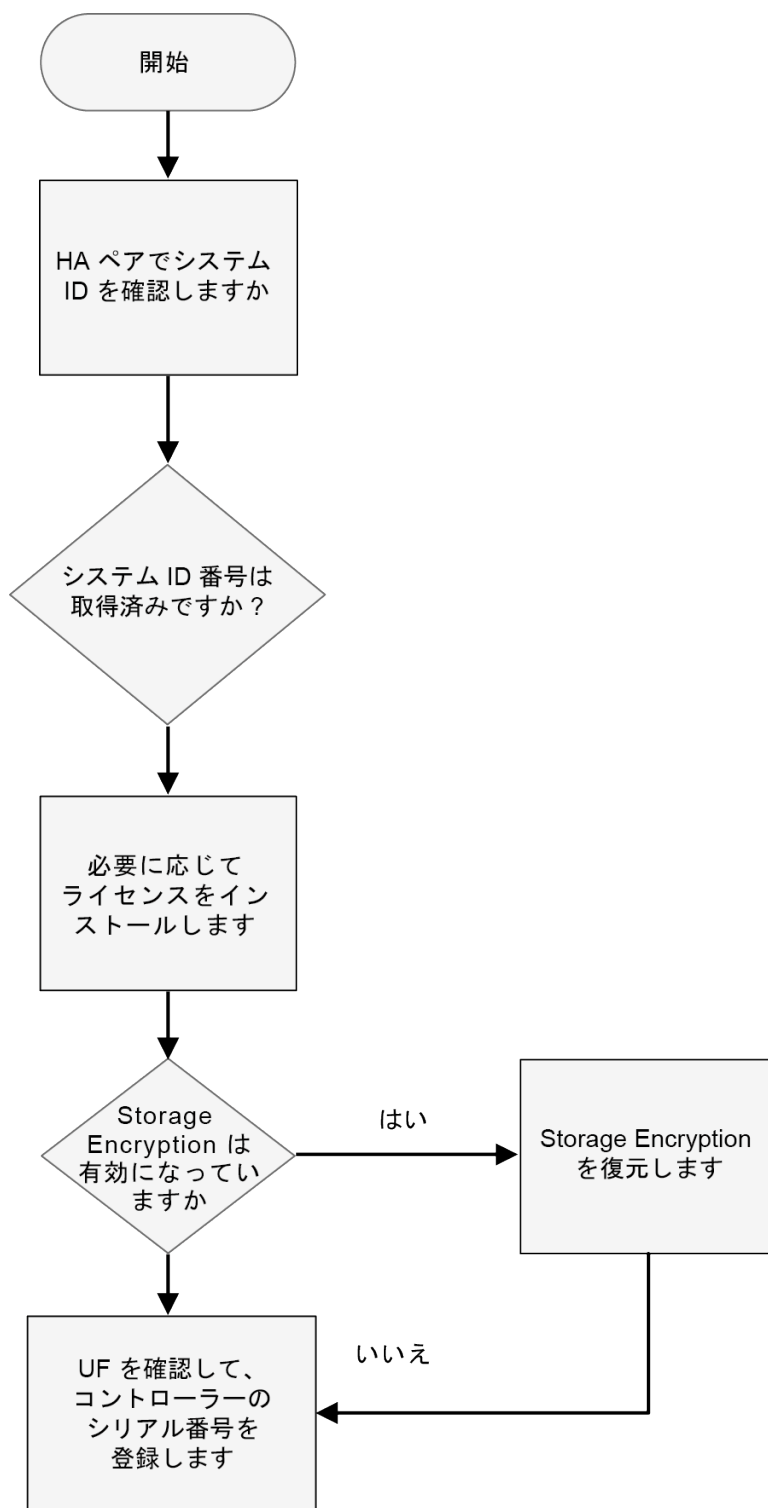 開始
HA ペアでシステム
ID を確認しますか
システム ID 番号は
取得済みですか？
必要に応じて
ライセンスをイン
ストールします
Storage
Encryption は
有効になってい
ますか
はい
Storage Encryption
を復元します
いいえ
UF を確認して、
コントローラーの
シリアル番号を
登録します